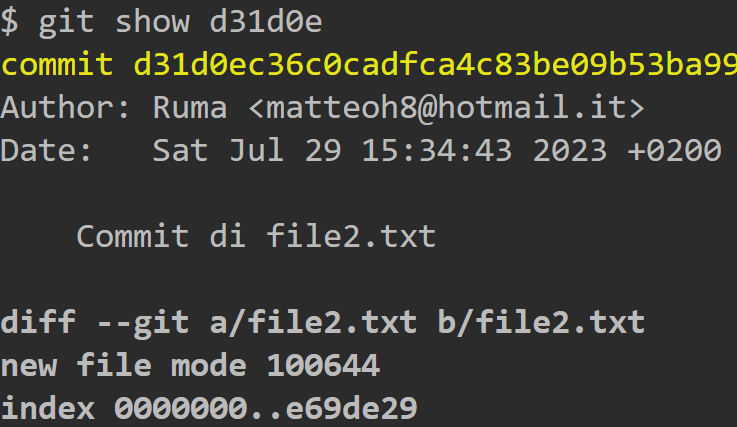 $ git show d31d0e
commit d31d0ec36c0cadfca4c83be09b53ba99
Author: Ruma <matteoh8@hotmail.it>
Date:   Sat Jul 29 15:34:43 2023 +0200
Commit di file2.txt
diff --git a/file2.txt b/file2.txt
new file mode 100644
index 0000000..e69de29